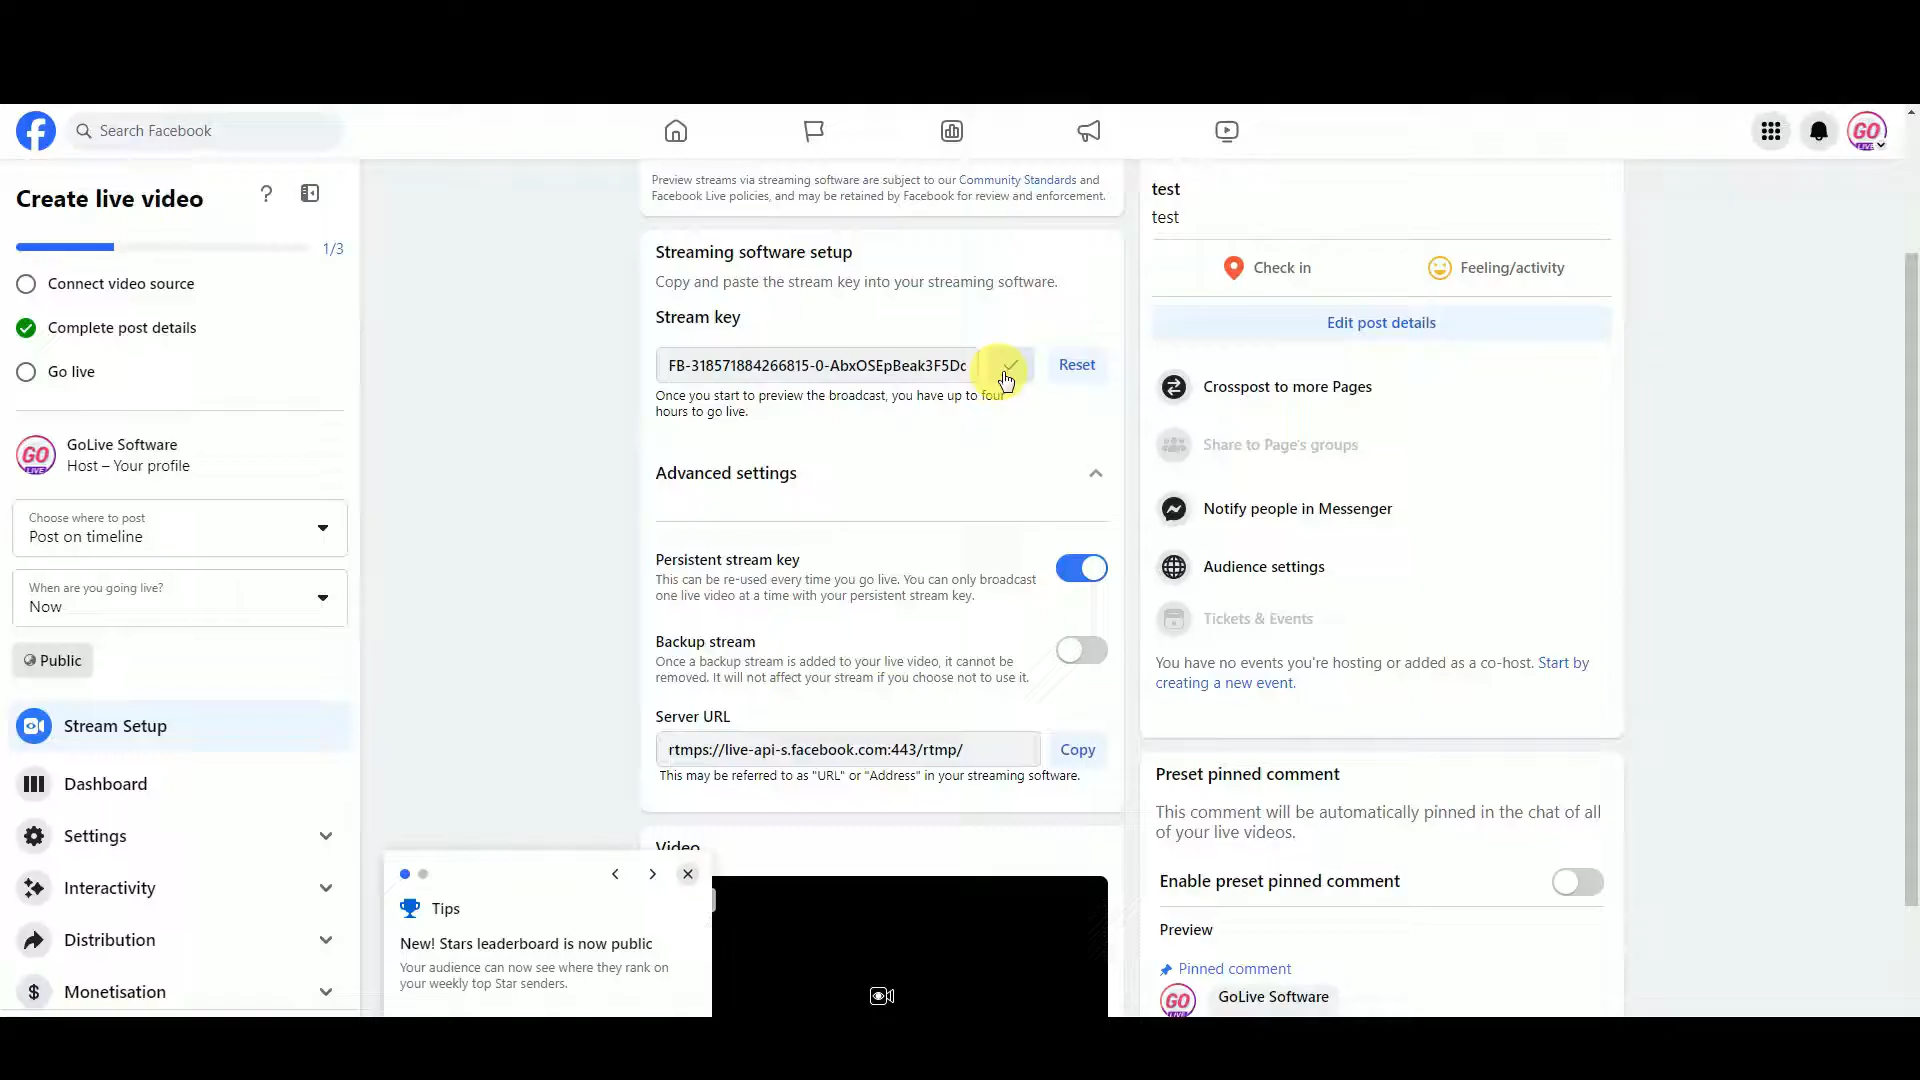 Search Facebook
GO
LIVE
Create live video
?
1/3
Connect video source
Complete post details
Go live
GO
LIVE
GoLive Software
Host – Your profile
Choose where to post
Post on timeline
When are you going live?
Now
Public
Stream Setup
Dashboard
Settings
Interactivity
Distribution
$
Monetisation
Preview streams via streaming software are subject to our Community Standards and
Facebook Live policies, and may be retained by Facebook for review and enforcement.
Streaming software setup
Copy and paste the stream key into your streaming software.
Stream key
FB-318571884266815-0-AbxOSEpBeak3F5Dc
Reset
Once you start to preview the broadcast, you have up to four
hours to go live.
Advanced settings
Persistent stream key
This can be re-used every time you go live. You can only broadcast
one live video at a time with your persistent stream key.
Backup stream
Once a backup stream is added to your live video, it cannot be
removed. It will not affect your stream if you choose not to use it.
Server URL
rtmps://live-api-s.facebook.com:443/rtmp/
Copy
This may be referred to as "URL" or "Address" in your streaming software.
Video
Tips
New! Stars leaderboard is now public
Your audience can now see where they rank on
your weekly top Star senders.
test
test
Check in
Feeling/activity
Edit post details
Crosspost to more Pages
Share to Page's groups
Notify people in Messenger
Audience settings
Tickets & Events
You have no events you're hosting or added as a co-host. Start by
creating a new event.
Preset pinned comment
This comment will be automatically pinned in the chat of all
of your live videos.
Enable preset pinned comment
Preview
Pinned comment
GO
LIVE
GoLive Software